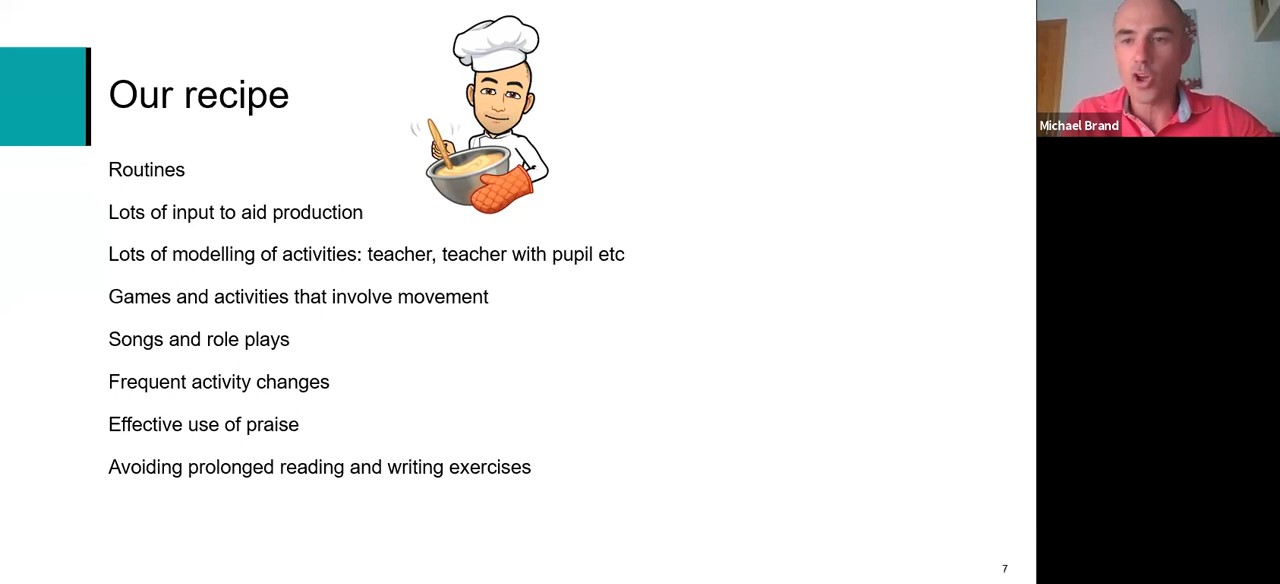 Our recipe
Routines
Lots of input to aid production
Lots of modelling of activities: teacher, teacher with pupil etc
Games and activities that involve movement
Songs and role plays
Frequent activity changes
Effective use of praise
Avoiding prolonged reading and writing exercises
7
Michael Brand